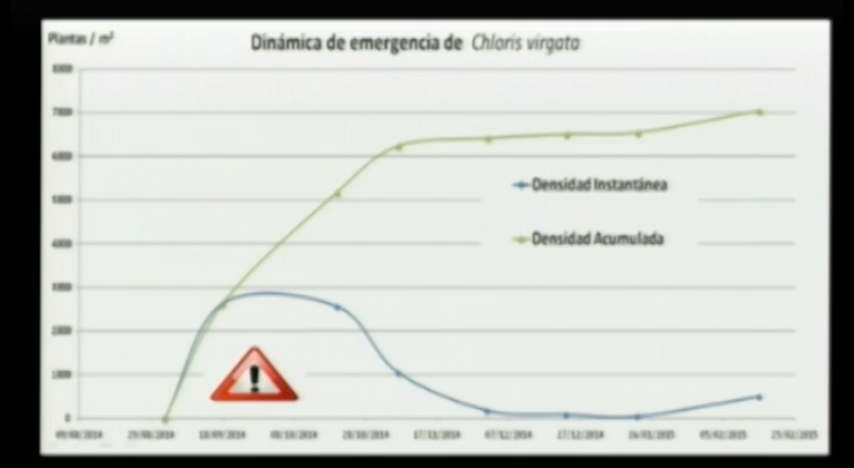 Plantas / m²
Dinámica de emergencia de Chloris virgata
8000
7000
6000
5000
4000
3000
2000
1000
0
Densidad Instantánea
Densidad Acumulada
09/08/2014 29/08/2014 18/09/2014 08/10/2014 28/10/2014 17/11/2014 07/12/2014 27/12/2014 16/01/2015 05/02/2015 25/02/2015